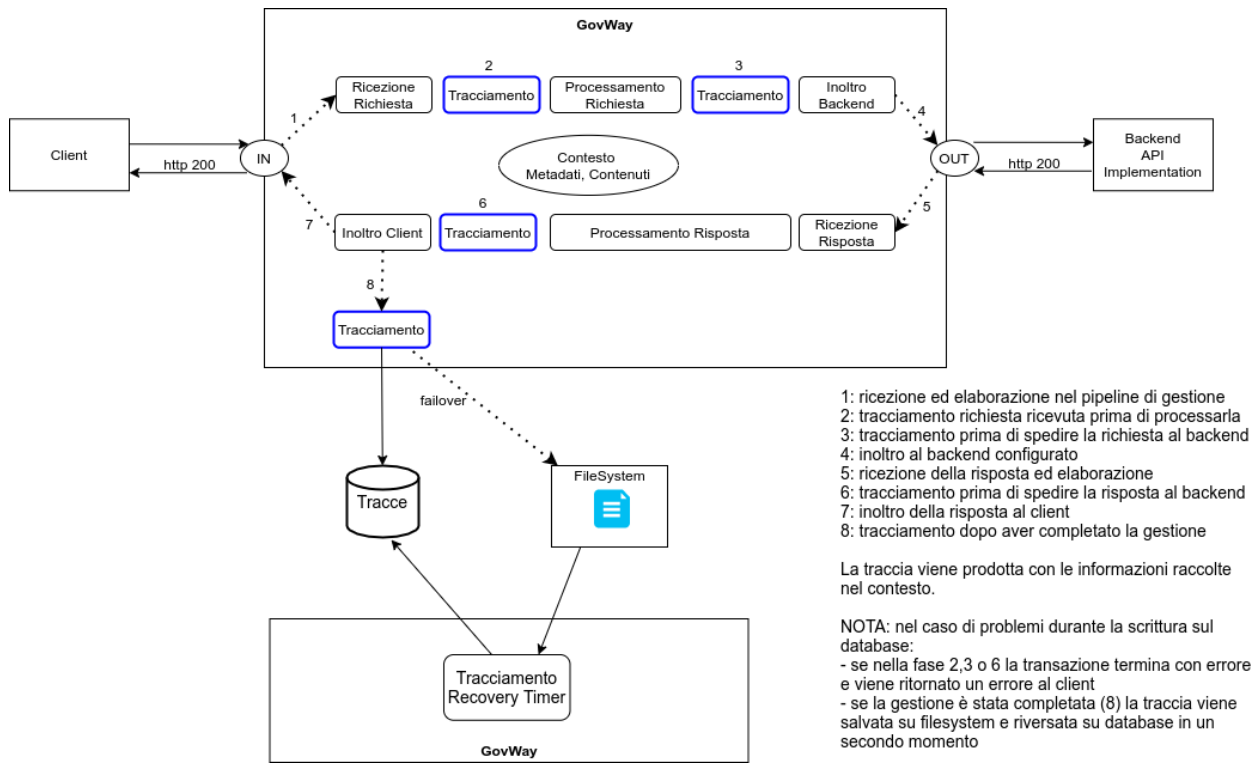 GovWay
2
3
Ricezione
Richiesta
Tracciamento
Processamento
Richiesta
Tracciamento
Inoltro
Backend
1
4
Client
http 200
IN
Contesto
Metadati, Contenuti
OUT
http 200
Backend
API
Implementation
6
7
5
Inoltro Client
Tracciamento
Processamento Risposta
Ricezione
Risposta
8
Tracciamento
failover
Tracce
FileSystem
Tracciamento
Recovery Timer
GovWay
1: ricezione ed elaborazione nel pipeline di gestione
2: tracciamento richiesta ricevuta prima di processarla
3: tracciamento prima di spedire la richiesta al backend
4: inoltro al backend configurato
5: ricezione della risposta ed elaborazione
6: tracciamento prima di spedire la risposta al backend
7: inoltro della risposta al client
8: tracciamento dopo aver completato la gestione
La traccia viene prodotta con le informazioni raccolte
nel contesto.
NOTA: nel caso di problemi durante la scrittura sul
database:
- se nella fase 2,3 o 6 la transazione termina con errore
e viene ritornato un errore al client
- se la gestione è stata completata (8) la traccia viene
salvata su filesystem e riversata su database in un
secondo momento